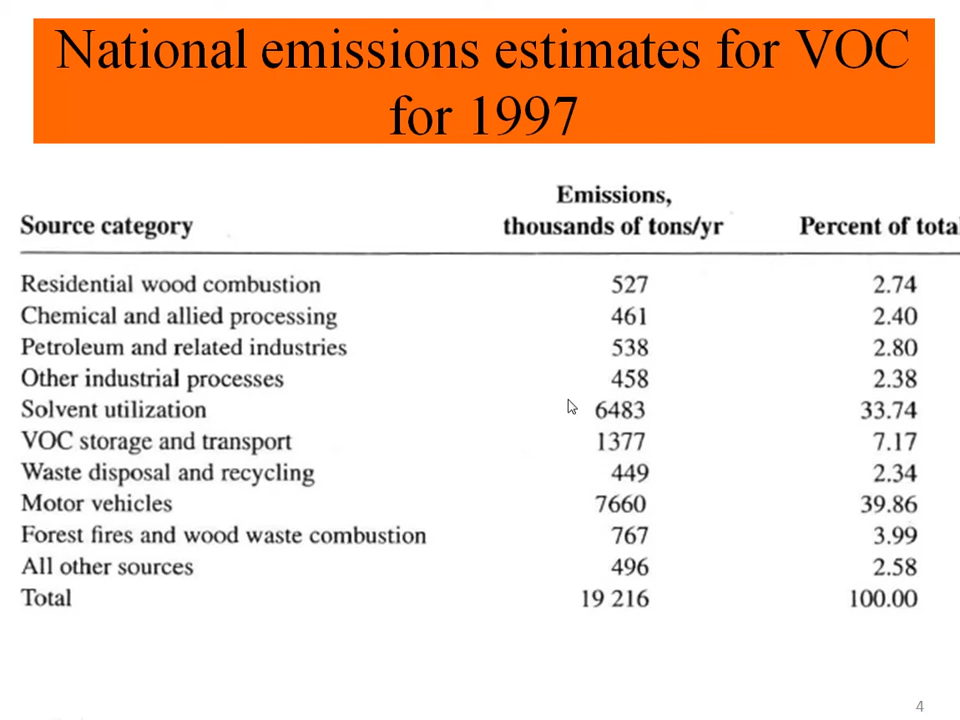 National emissions estimates for VOC
for 1997
Emissions,
Source category thousands of tons/yr Percent of total
Residential wood combustion 527 2.74
Chemical and allied processing 461 2.40
Petroleum and related industries 538 2.80
Other industrial processes 458 2.38
Solvent utilization 6483 33.74
VOC storage and transport 1377 7.17
Waste disposal and recycling 449 2.34
Motor vehicles 7660 39.86
Forest fires and wood waste combustion 767 3.99
All other sources 496 2.58
Total 19 216 100.00
4